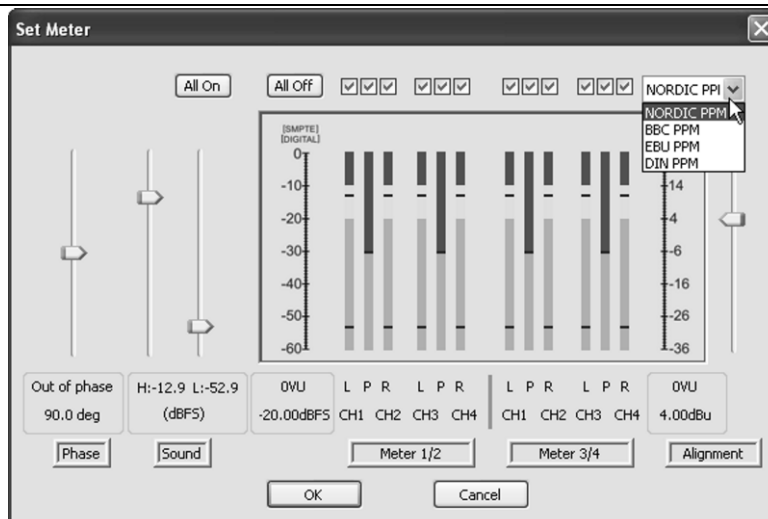 Set Meter
All On
All Off
NORDIC PPI
NORDIC PPM
BBC PPM
EBU PPM
DIN PPM
[SMPTE]
[DIGITAL]
0
-10
-20
-30
-40
-50
-60
14
4
-6
-16
-26
-36
Out of phase
90.0 deg
H:-12.9 L:-52.9
(dBFS)
0VU
-20.00dBFS
L P R L P R
CH1 CH2 CH3 CH4
L P R L P R
CH1 CH2 CH3 CH4
0VU
4.00dBu
Phase
Sound
Meter 1/2
Meter 3/4
Alignment
OK
Cancel